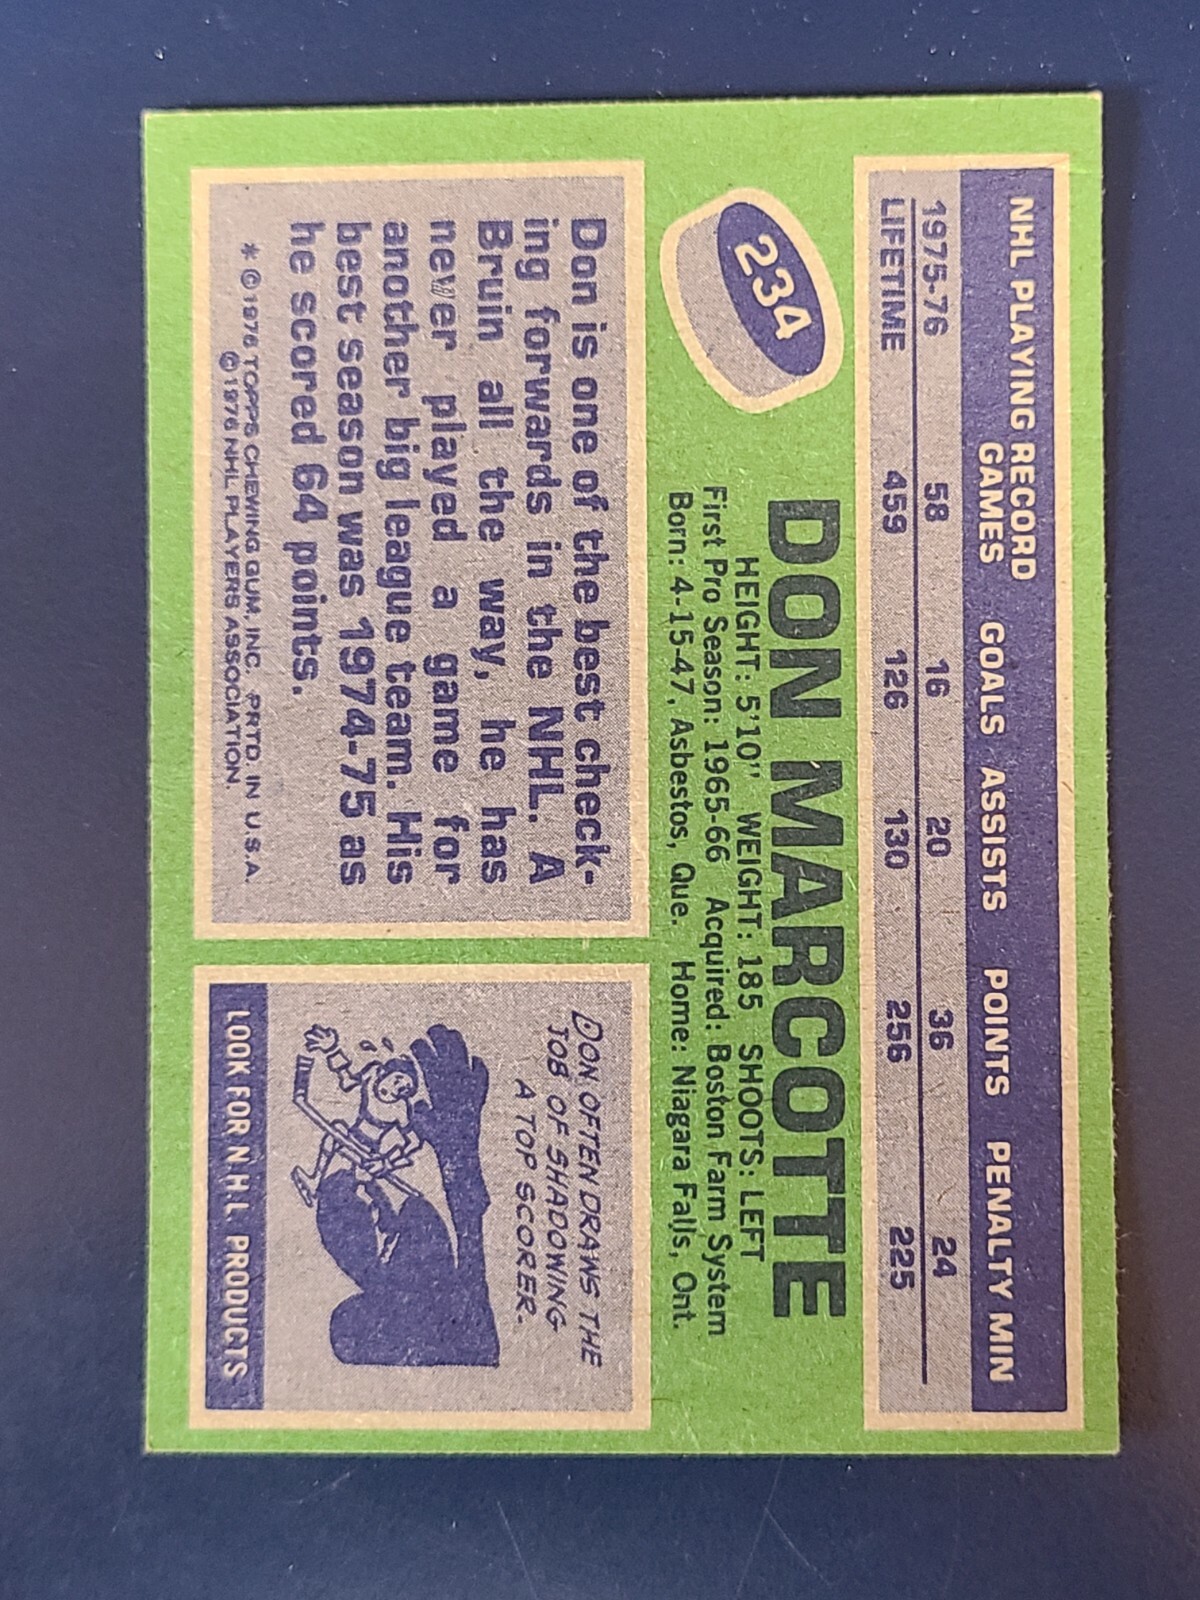 NHL PLAYING RECORD
GAMES GOALS ASSISTS POINTS PENALTY MIN
1975-76 58 16 20 36 24
LIFETIME 459 126 130 256 225
234
DON MARCOTTE
HEIGHT: 5'10" WEIGHT: 185 SHOOTS: LEFT
First Pro Season: 1965-66 Acquired: Boston Farm System
Born: 4-15-47, Asbestos, Que. Home: Niagara Falls, Ont.
Don is one of the best check-
ing forwards in the NHL. A
Bruin all the way, he has
never played a game for
another big league team. His
best season was 1974-75 as
he scored 64 points.
* ©1976 TOPPS CHEWING GUM, INC. PRTD. IN U.S.A.
©1976 NHL PLAYERS ASSOCIATION.
DON OFTEN DRAWS THE
JOB OF SHADOWING
A TOP SCORER.
LOOK FOR N.H.L. PRODUCTS